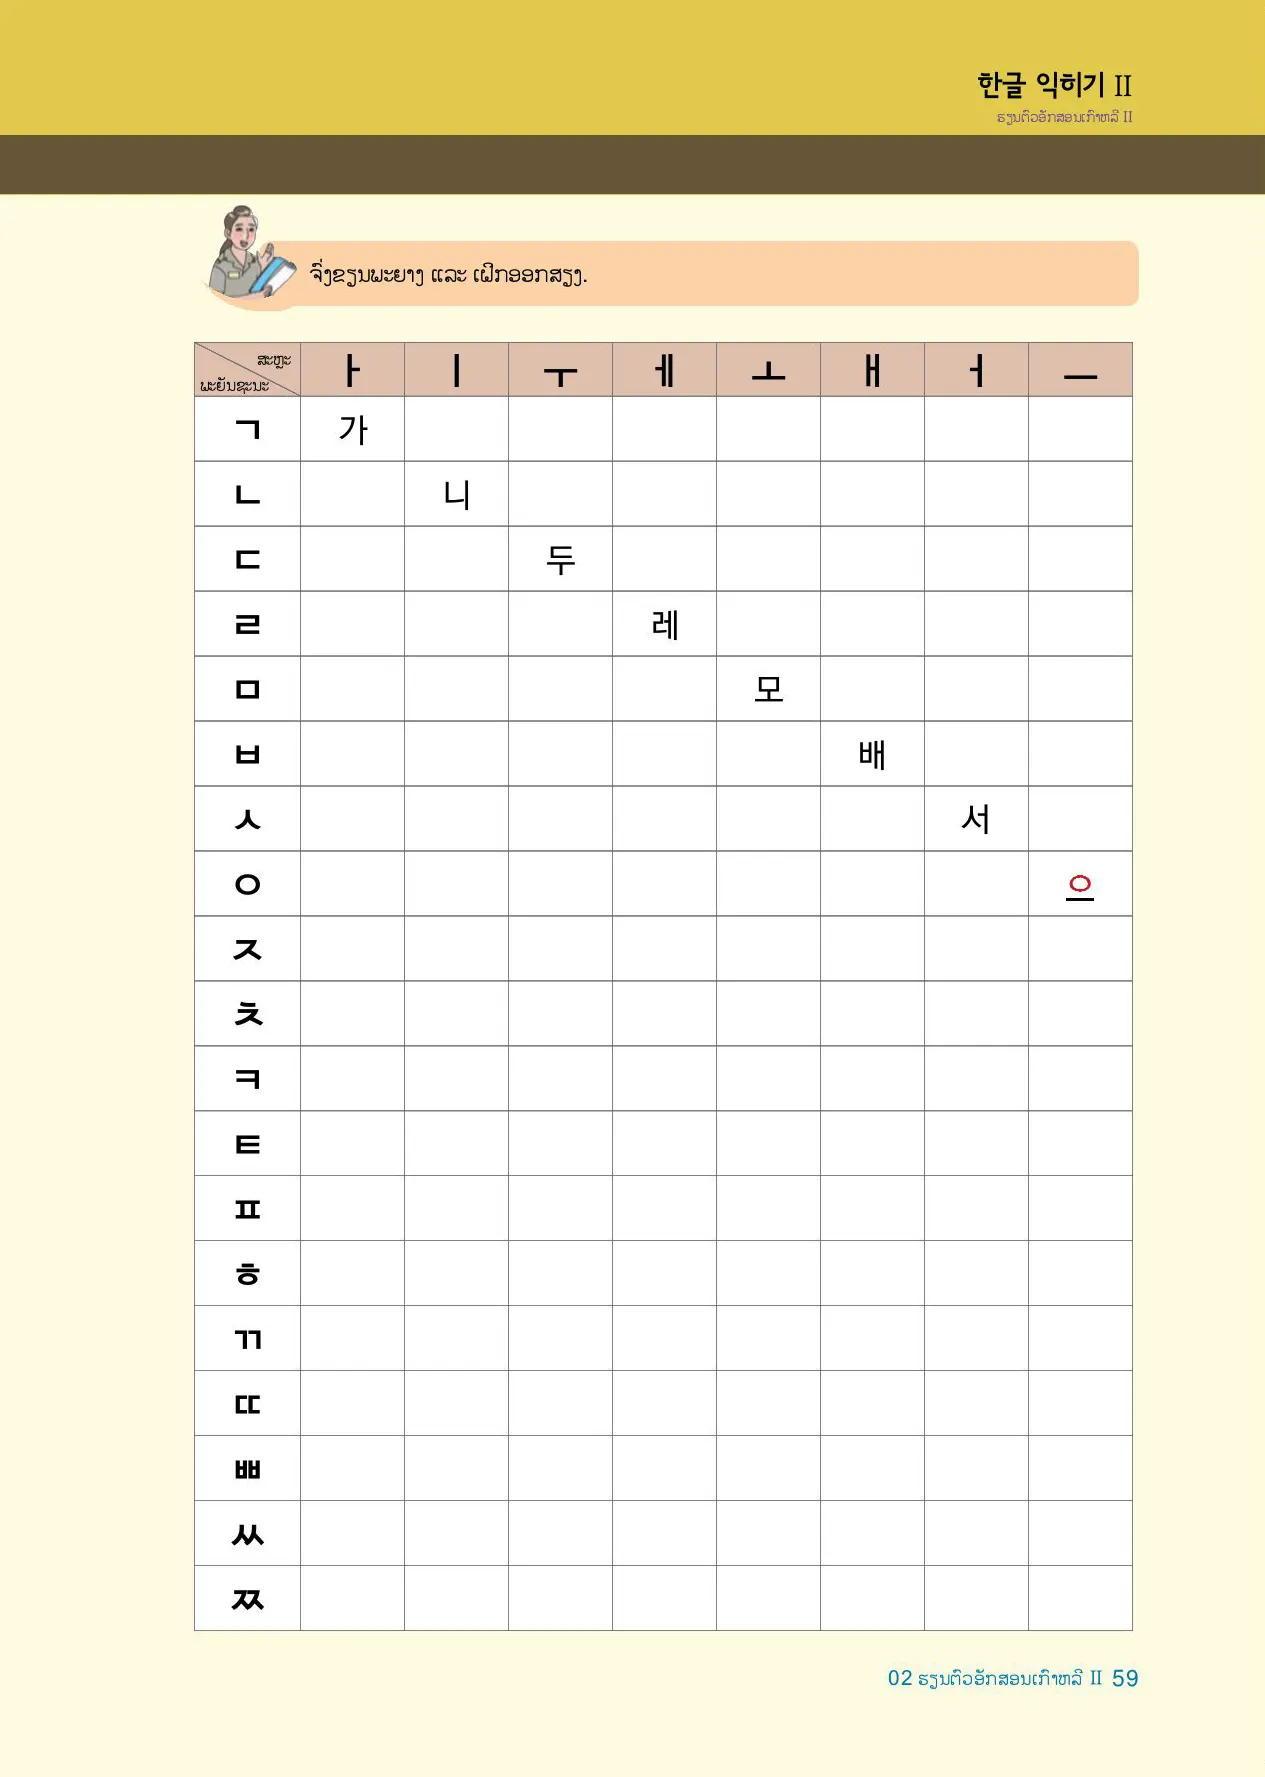 한글 익히기 II
ຮຽນຕົວອັກສອນເກົາຫລີ II
ຈົ່ງຂຽນພະຍາງ ແລະ ເຝິກອອກສຽງ.
ສະຫຼະ ㅏ ㅣ ㅜ ㅔ ㅗ ㅐ ㅓ ㅡ
ພະຍັນຊະນະ
ㄱ 가
ㄴ 니
ㄷ 두
ㄹ 레
ㅁ 모
ㅂ 배
ㅅ 서
ㅇ 으
ㅈ
ㅊ
ㅋ
ㅌ
ㅍ
ㅎ
ㄲ
ㄸ
ㅃ
ㅆ
ㅉ
02 ຮຽນຕົວອັກສອນເກົາຫລີ II 59